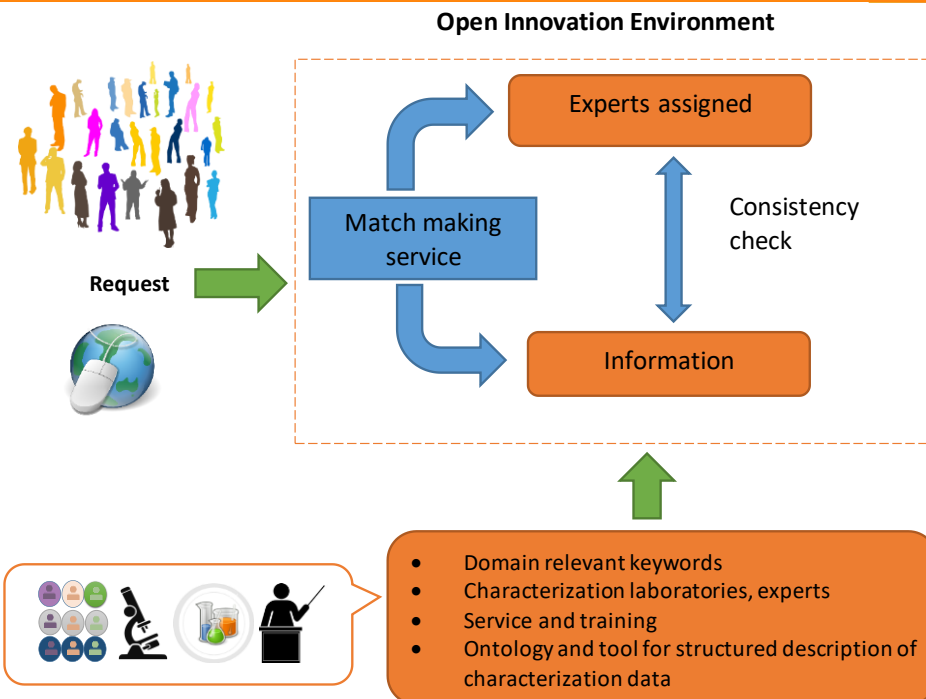 Open Innovation Environment
Experts assigned
Match making
service
Consistency
check
Request
Information
• Domain relevant keywords
• Characterization laboratories, experts
• Service and training
• Ontology and tool for structured description of
characterization data